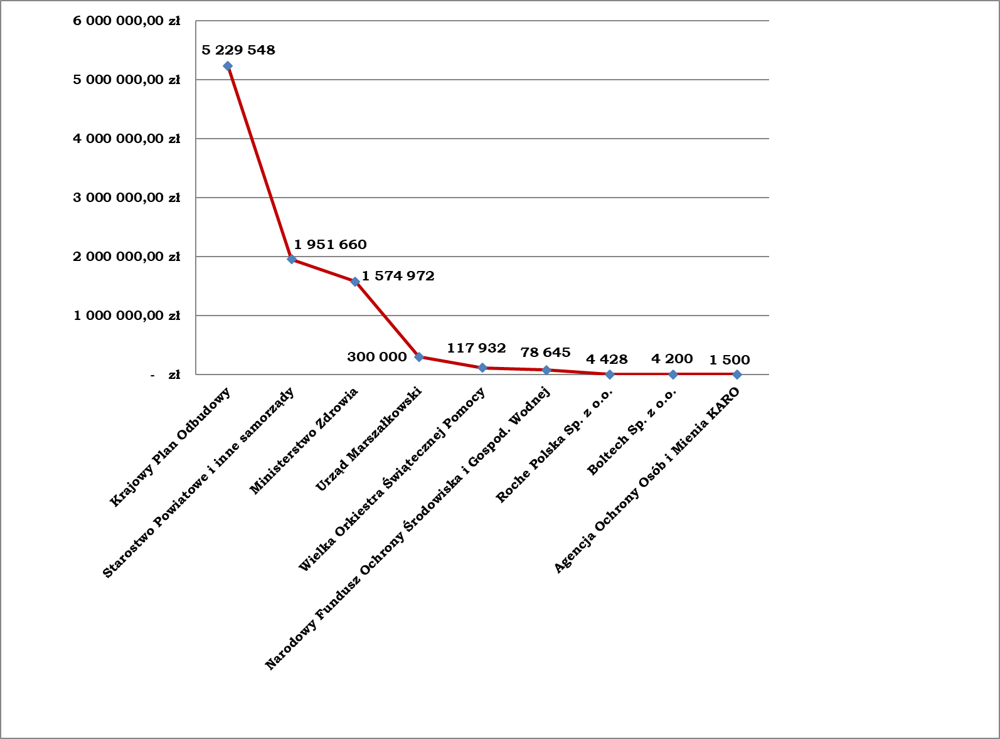 6 000 000,00 zł
5 229 548
5 000 000,00 zł
4 000 000,00 zł
3 000 000,00 zł
1 951 660
2 000 000,00 zł
1 574 972
1 000 000,00 zł
300 000
117 932
78 645
4 428
4 200
1 500
- zł
Krajowy Plan Odbudowy
Starostwo Powiatowe i inne samorządy
Ministerstwo Zdrowia
Urząd Marszałkowski
Wielka Orkiestra Świątecznej Pomocy
Narodowy Fundusz Ochrony Środowiska i Gospod. Wodnej
Roche Polska Sp. z o.o.
Boltech Sp. z o.o.
Agencja Ochrony Osób i Mienia KARO